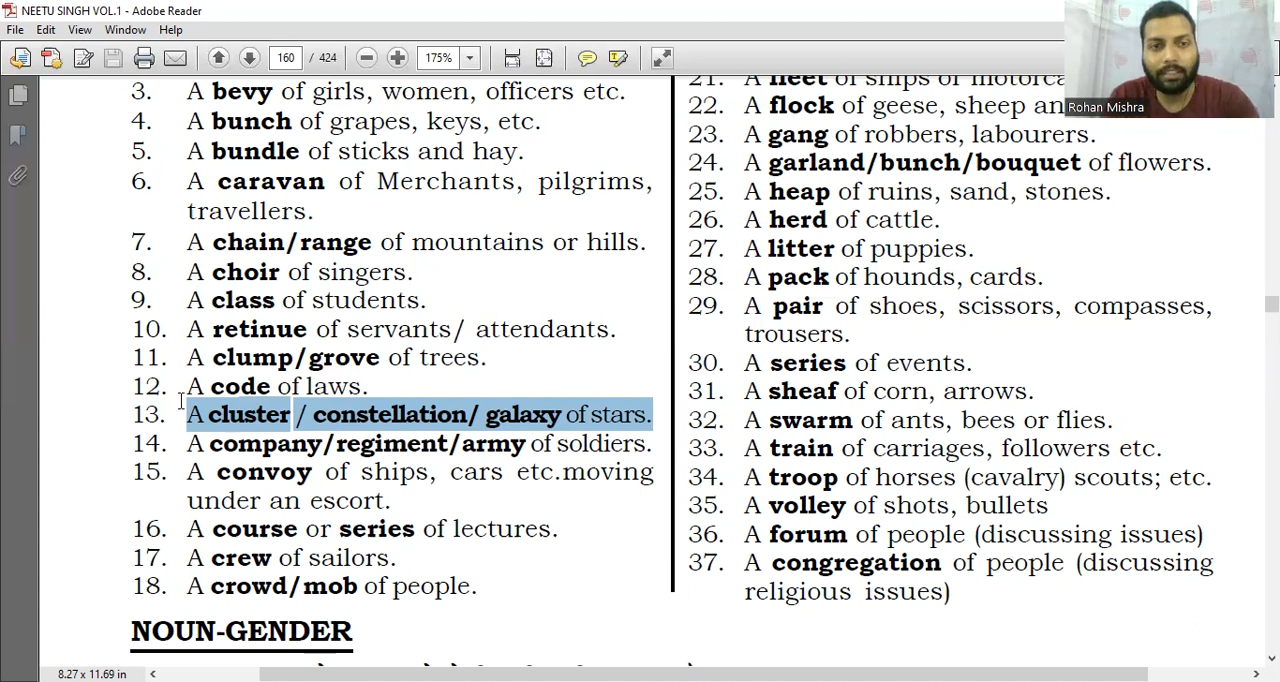 NEETU SINGH VOL.1 - Adobe Reader
File Edit View Window Help
160 / 424 175%
Rohan Mishra
3. A bevy of girls, women, officers etc.
4. A bunch of grapes, keys, etc.
5. A bundle of sticks and hay.
6. A caravan of Merchants, pilgrims,
travellers.
7. A chain/range of mountains or hills.
8. A choir of singers.
9. A class of students.
10. A retinue of servants/ attendants.
11. A clump/grove of trees.
12. A code of laws.
13. A cluster / constellation/ galaxy of stars.
14. A company/regiment/army of soldiers.
15. A convoy of ships, cars etc.moving
under an escort.
16. A course or series of lectures.
17. A crew of sailors.
18. A crowd/mob of people.
NOUN-GENDER
21. A fleet of ships or
22. A flock of geese, sheep
23. A gang of robbers, labourers.
24. A garland/bunch/bouquet of flowers.
25. A heap of ruins, sand, stones.
26. A herd of cattle.
27. A litter of puppies.
28. A pack of hounds, cards.
29. A pair of shoes, scissors, compasses,
trousers.
30. A series of events.
31. A sheaf of corn, arrows.
32. A swarm of ants, bees or flies.
33. A train of carriages, followers etc.
34. A troop of horses (cavalry) scouts; etc.
35. A volley of shots, bullets
36. A forum of people (discussing issues)
37. A congregation of people (discussing
religious issues)
8.27 x 11.69 in